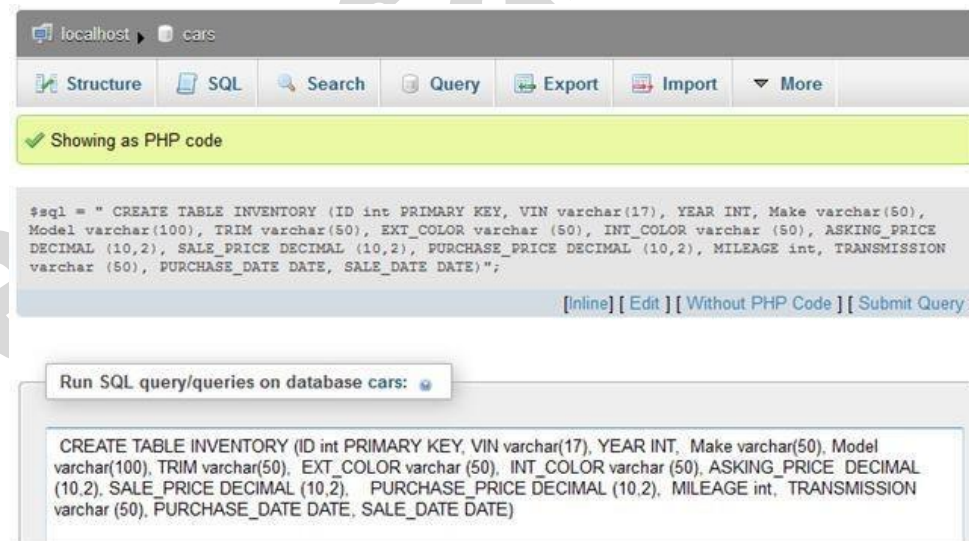 localhost ▸ cars
Structure SQL Search Query Export Import ▼ More
Showing as PHP code
$sql = " CREATE TABLE INVENTORY (ID int PRIMARY KEY, VIN varchar(17), YEAR INT, Make varchar(50),
Model varchar(100), TRIM varchar(50), EXT_COLOR varchar (50), INT_COLOR varchar (50), ASKING_PRICE
DECIMAL (10,2), SALE_PRICE DECIMAL (10,2), PURCHASE_PRICE DECIMAL (10,2), MILEAGE int, TRANSMISSION
varchar (50), PURCHASE_DATE DATE, SALE_DATE DATE)";
[Inline] [ Edit ] [ Without PHP Code ] [ Submit Query
Run SQL query/queries on database cars:
CREATE TABLE INVENTORY (ID int PRIMARY KEY, VIN varchar(17), YEAR INT, Make varchar(50), Model
varchar(100), TRIM varchar(50), EXT_COLOR varchar (50), INT_COLOR varchar (50), ASKING_PRICE DECIMAL
(10,2), SALE_PRICE DECIMAL (10,2), PURCHASE_PRICE DECIMAL (10,2), MILEAGE int, TRANSMISSION
varchar (50), PURCHASE_DATE DATE, SALE_DATE DATE)